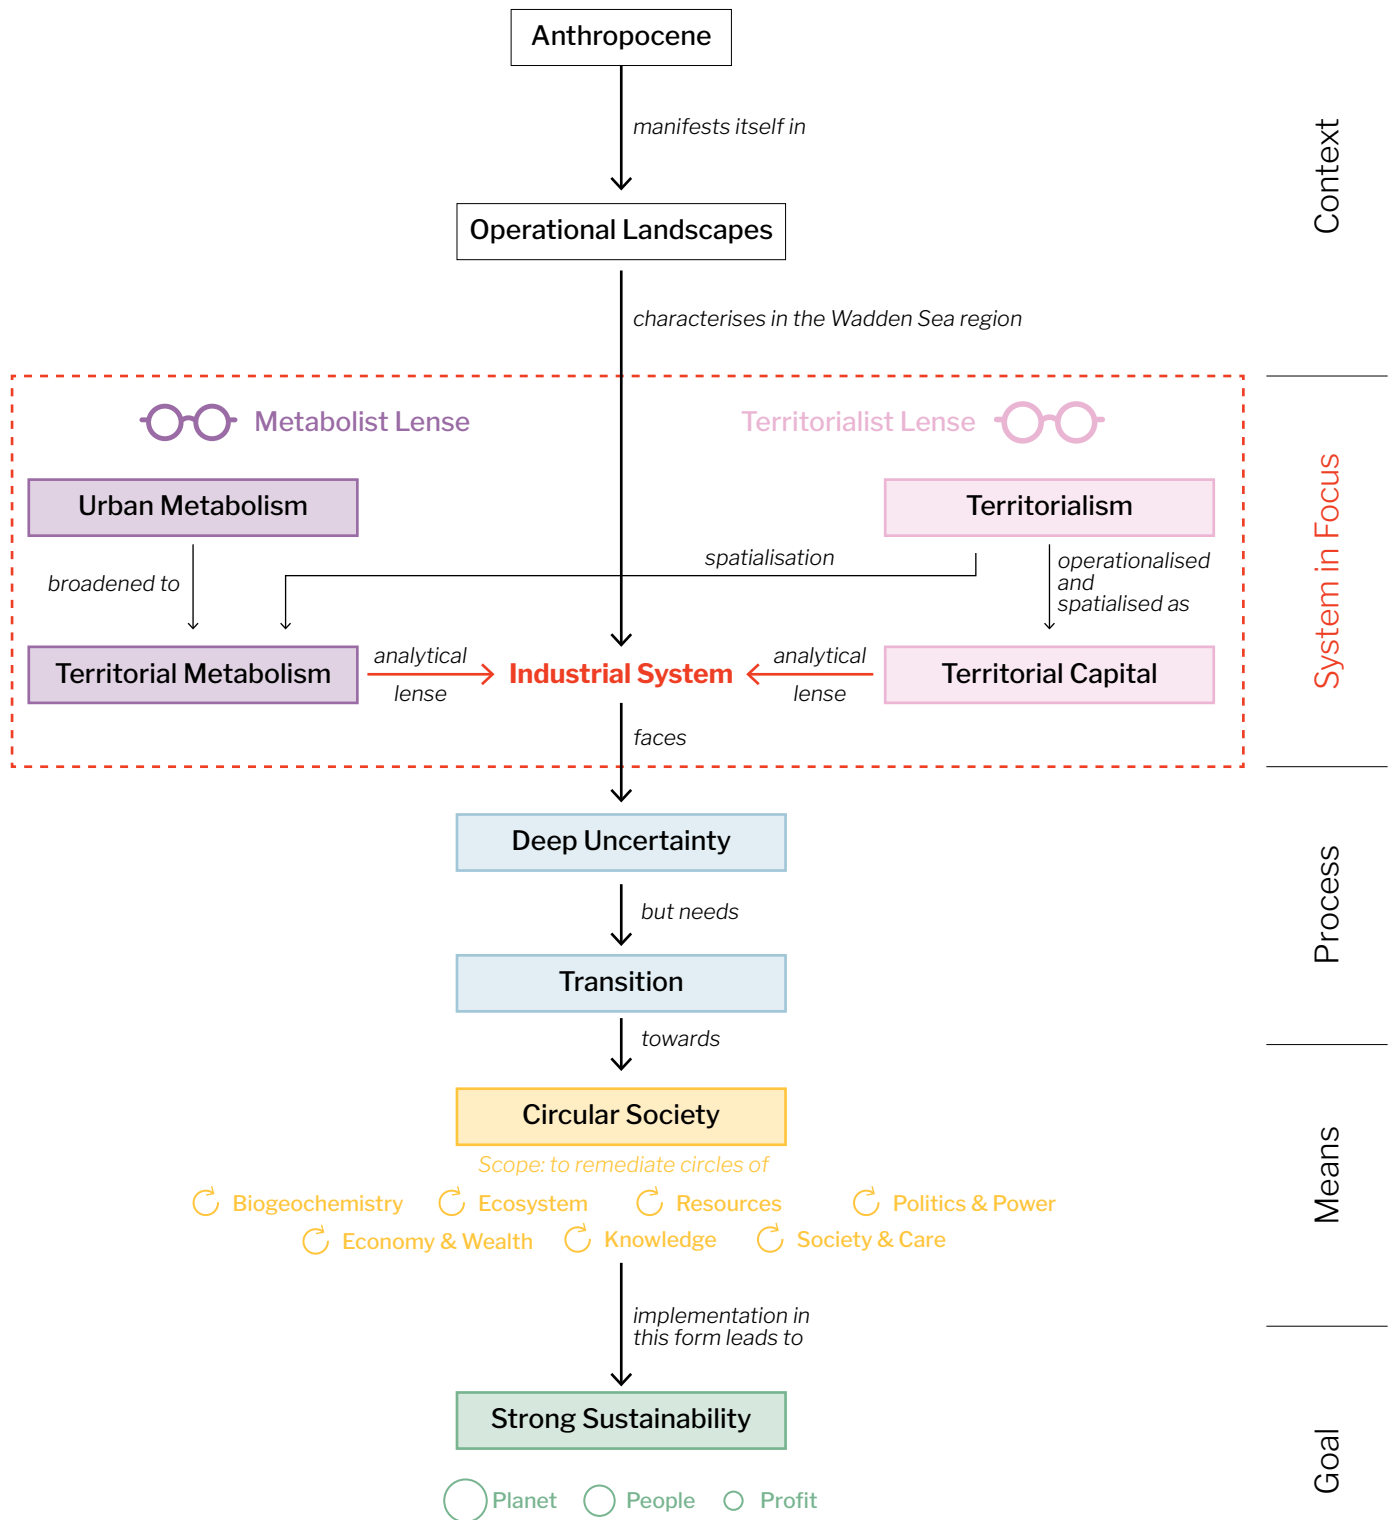 Anthropocene
manifests itself in
Context
Operational Landscapes
characterises in the Wadden Sea region
Metabolist Lense
Territorialist Lense
System in Focus
Urban Metabolism
Territorialism
broadened to
spatialisation
operationalised
and
spatialised as
Territorial Metabolism
analytical
lense
Industrial System
analytical
lense
Territorial Capital
faces
Deep Uncertainty
but needs
Process
Transition
towards
Circular Society
Scope: to remediate circles of
Biogeochemistry
Ecosystem
Resources
Politics & Power
Economy & Wealth
Knowledge
Society & Care
Means
implementation in
this form leads to
Strong Sustainability
Goal
Planet
People
Profit